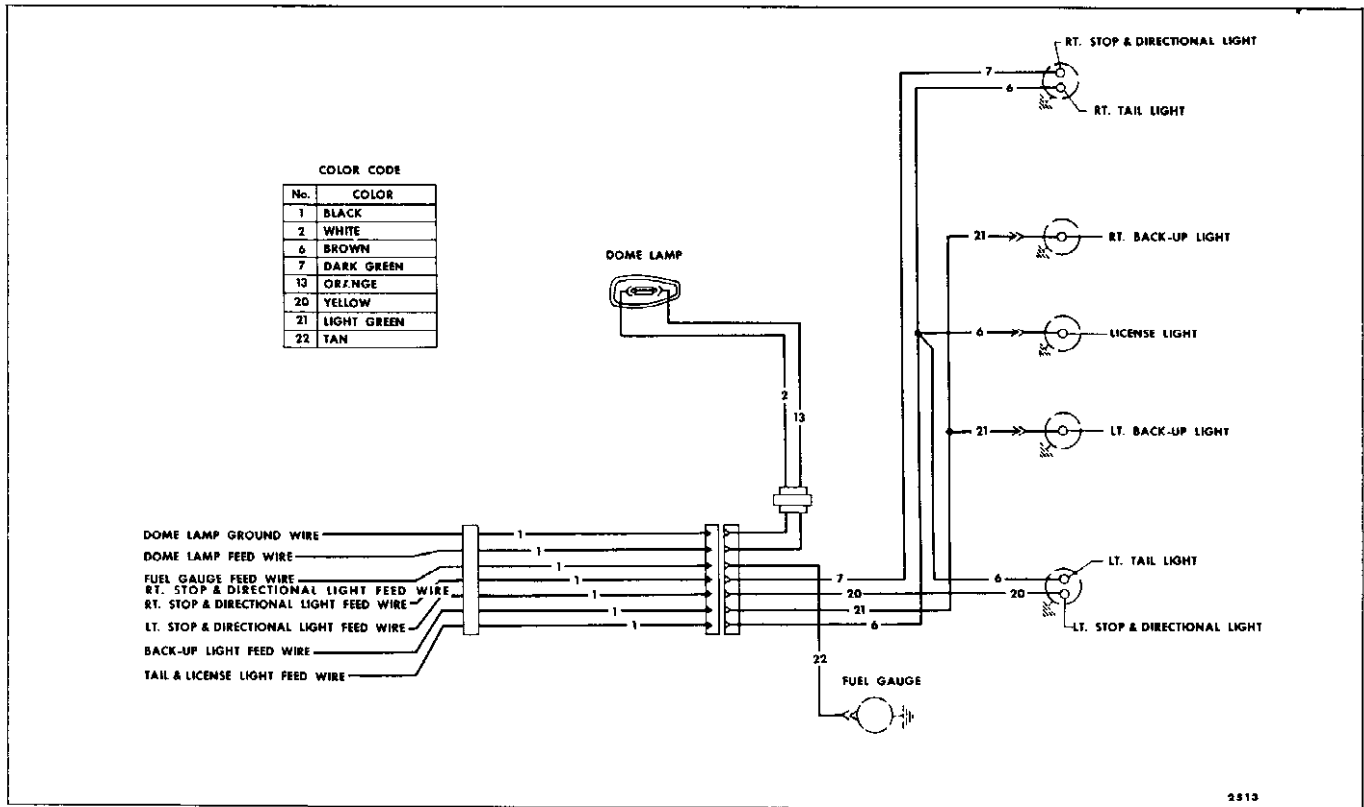 RT. STOP & DIRECTIONAL LIGHT
7
6
RT. TAIL LIGHT
COLOR CODE
No. COLOR
1 BLACK
2 WHITE
6 BROWN
7 DARK GREEN
13 ORANGE
20 YELLOW
21 LIGHT GREEN
22 TAN
DOME LAMP
21
RT. BACK-UP LIGHT
6
LICENSE LIGHT
2
13
21
LT. BACK-UP LIGHT
DOME LAMP GROUND WIRE
1
DOME LAMP FEED WIRE
1
FUEL GAUGE FEED WIRE
1
RT. STOP & DIRECTIONAL LIGHT FEED WIRE
1
RT. STOP & DIRECTIONAL LIGHT FEED WIRE
1
LT. STOP & DIRECTIONAL LIGHT FEED WIRE
1
BACK-UP LIGHT FEED WIRE
1
TAIL & LICENSE LIGHT FEED WIRE
7
20
21
6
LT. TAIL LIGHT
6
20
LT. STOP & DIRECTIONAL LIGHT
22
FUEL GAUGE
2513